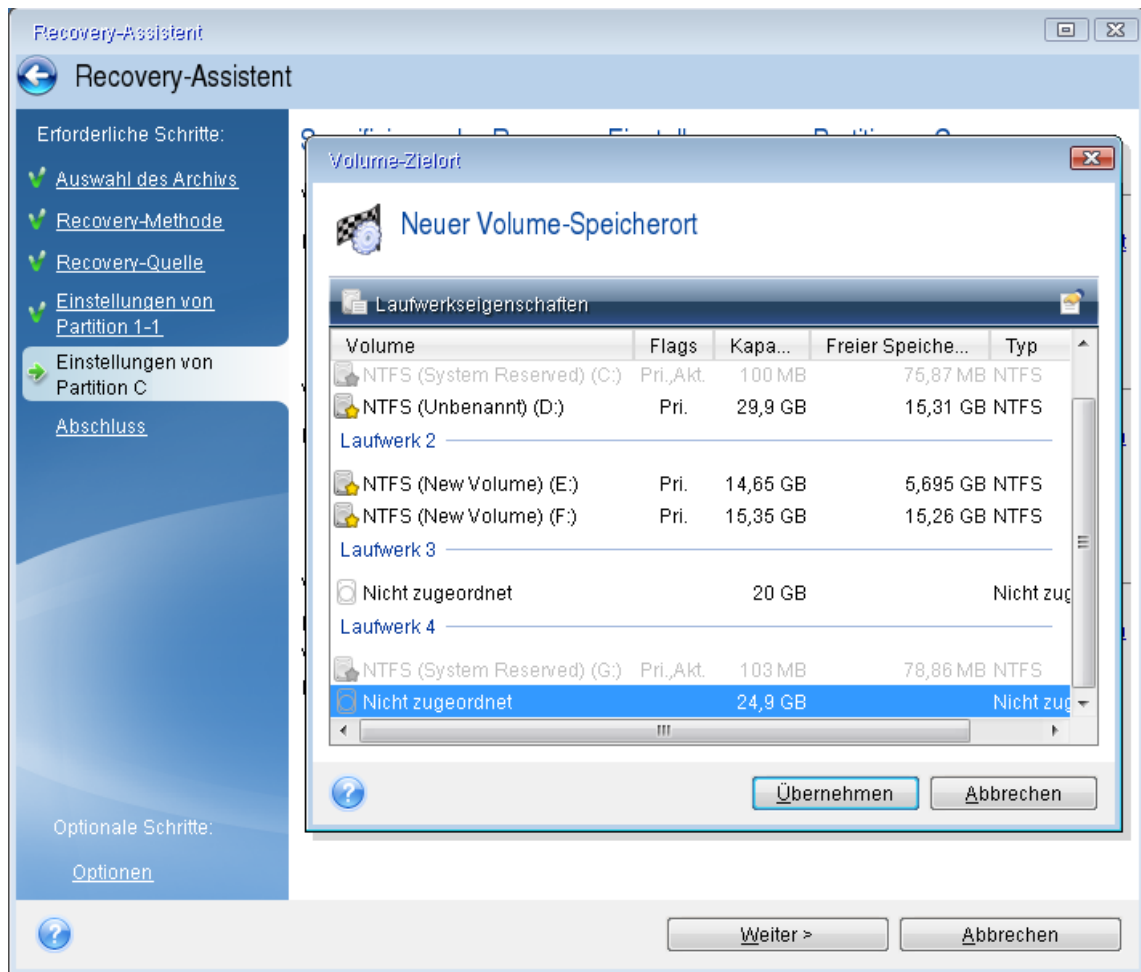 Recovery-Assistent
Recovery-Assistent
Erforderliche Schritte:
Auswahl des Archivs
Recovery-Methode
Recovery-Quelle
Einstellungen von
Partition 1-1
Einstellungen von
Partition C
Abschluss
Optionale Schritte:
Optionen
Volume-Zielort
Neuer Volume-Speicherort
Laufwerkseigenschaften
Volume Flags Kapa... Freier Speiche... Typ
NTFS (System Reserved) (C:) Pri.,Akt. 100 MB 75,87 MB NTFS
NTFS (Unbenannt) (D:) Pri. 29,9 GB 15,31 GB NTFS
Laufwerk 2
NTFS (New Volume) (E:) Pri. 14,65 GB 5,695 GB NTFS
NTFS (New Volume) (F:) Pri. 15,35 GB 15,26 GB NTFS
Laufwerk 3
Nicht zugeordnet 20 GB Nicht zug
Laufwerk 4
NTFS (System Reserved) (G:) Pri.,Akt. 103 MB 78,86 MB NTFS
Nicht zugeordnet 24,9 GB Nicht zug
Übernehmen Abbrechen
Weiter > Abbrechen